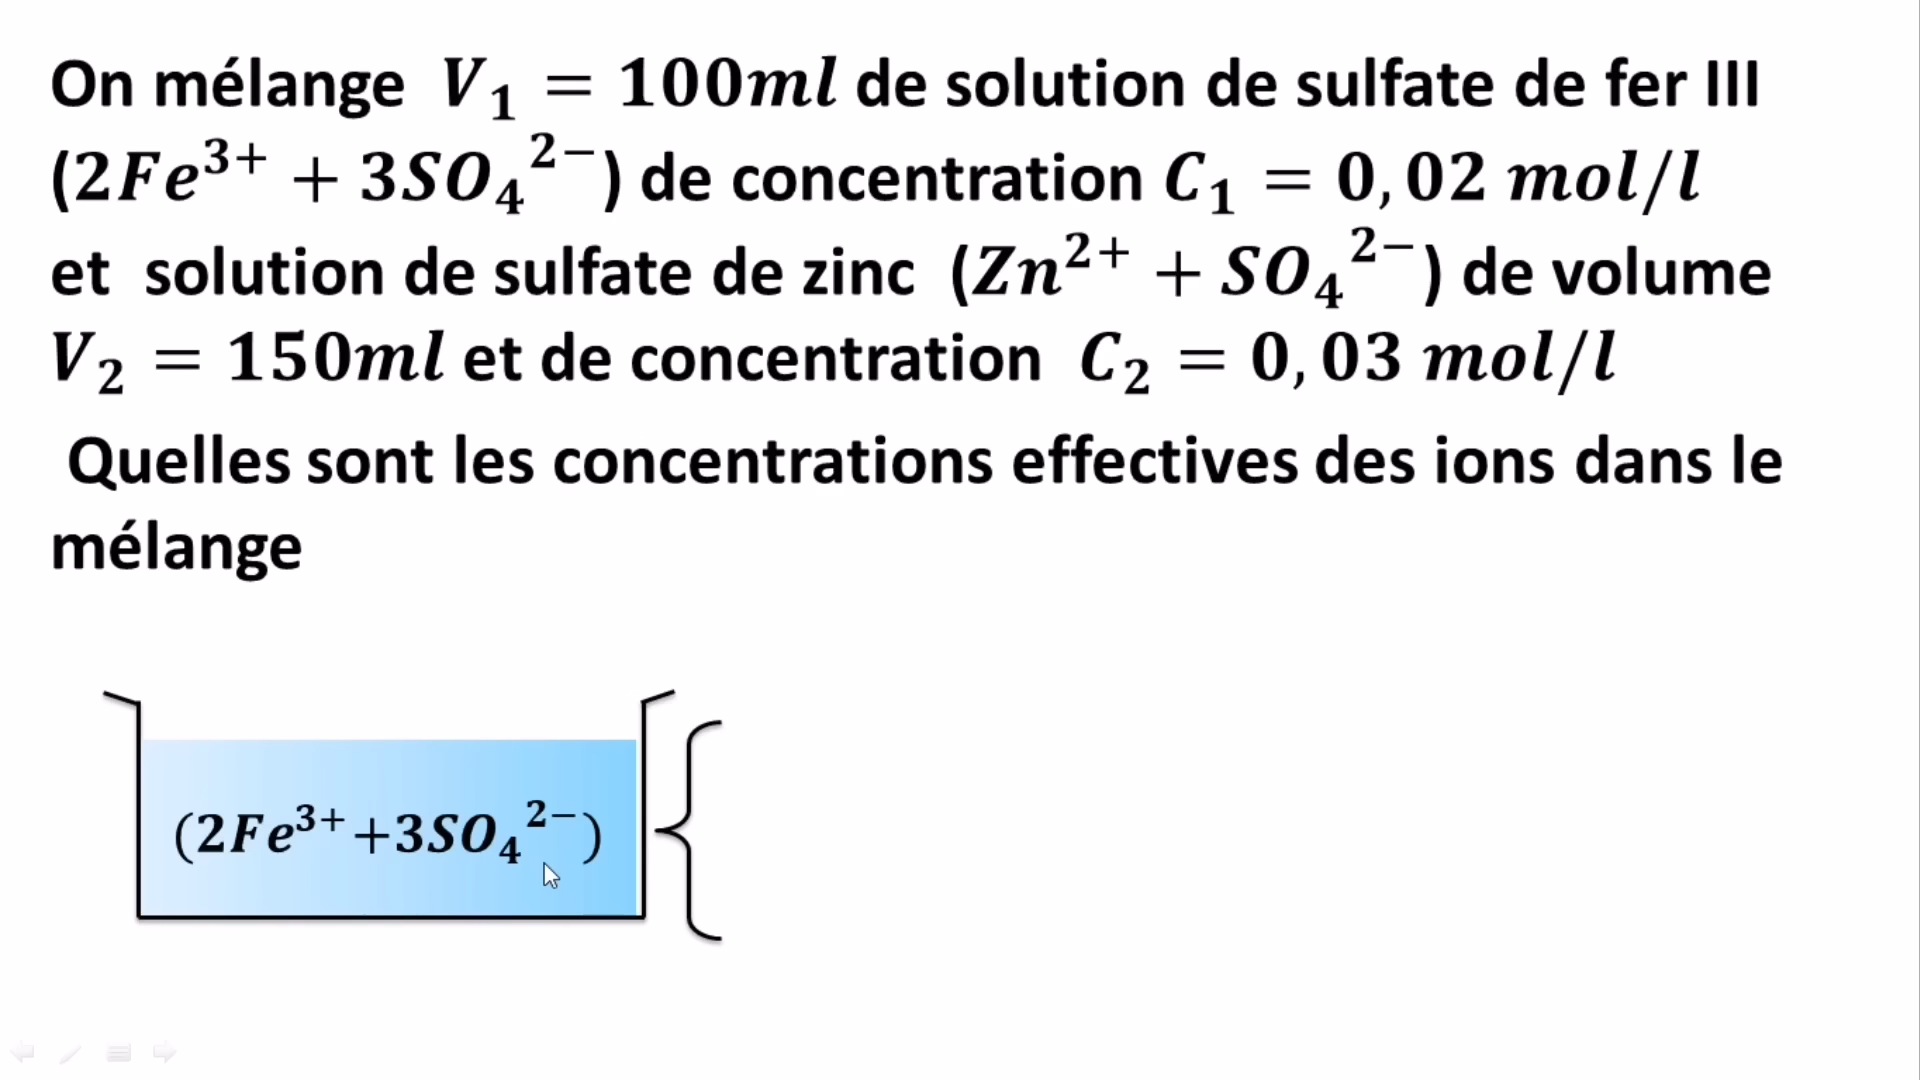 On mélange V₁ = 100ml de solution de sulfate de fer III
(2Fe³⁺ + 3SO₄²⁻) de concentration C₁ = 0,02 mol/l
et solution de sulfate de zinc (Zn²⁺ + SO₄²⁻) de volume
V₂ = 150ml et de concentration C₂ = 0,03 mol/l
Quelles sont les concentrations effectives des ions dans le
mélange
(2Fe³⁺+3SO₄²⁻)